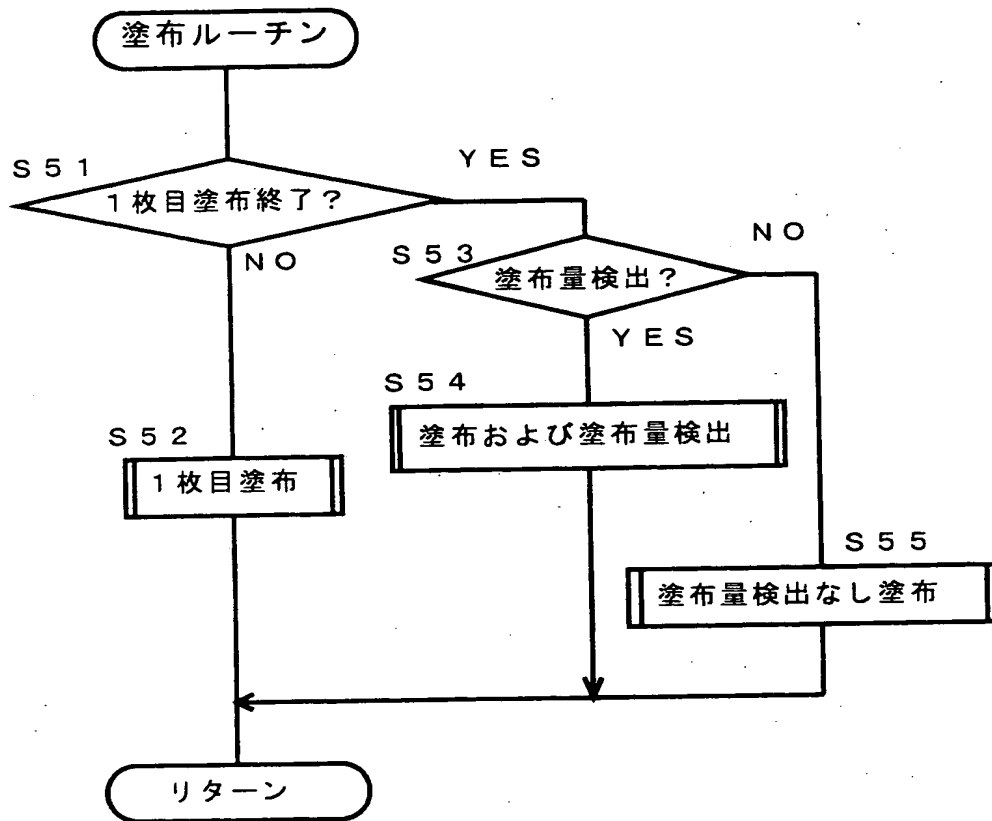 塗布ルーチン
S51
YES
1枚目塗布終了?
NO
S53
NO
塗布量検出?
YES
S54
塗布および塗布量検出
S52
1枚目塗布
S55
塗布量検出なし塗布
リターン